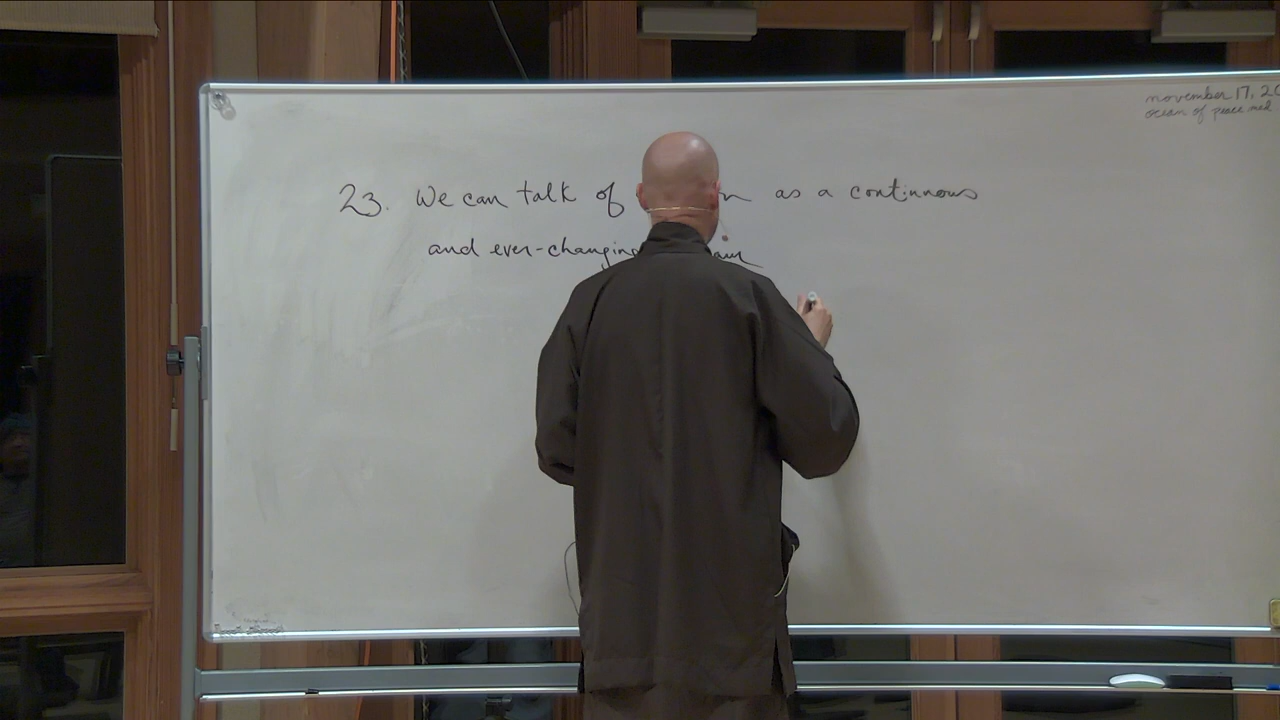 november 17, 20
ocean of peace med
23. We can talk of as a continuous
and ever-changing